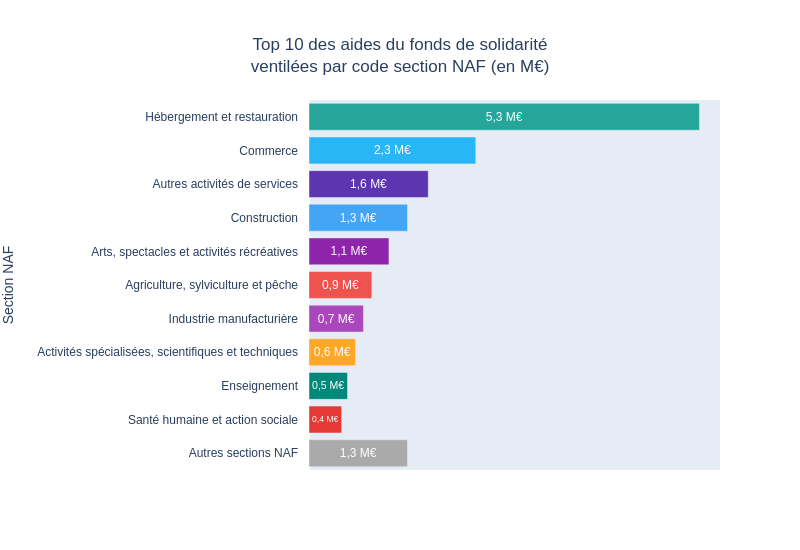 Top 10 des aides du fonds de solidarité
ventilées par code section NAF (en M€)
Section NAF
Hébergement et restauration 5,3 M€
Commerce 2,3 M€
Autres activités de services 1,6 M€
Construction 1,3 M€
Arts, spectacles et activités récréatives 1,1 M€
Agriculture, sylviculture et pêche 0,9 M€
Industrie manufacturière 0,7 M€
Activités spécialisées, scientifiques et techniques 0,6 M€
Enseignement 0,5 M€
Santé humaine et action sociale 0,4 M€
Autres sections NAF 1,3 M€